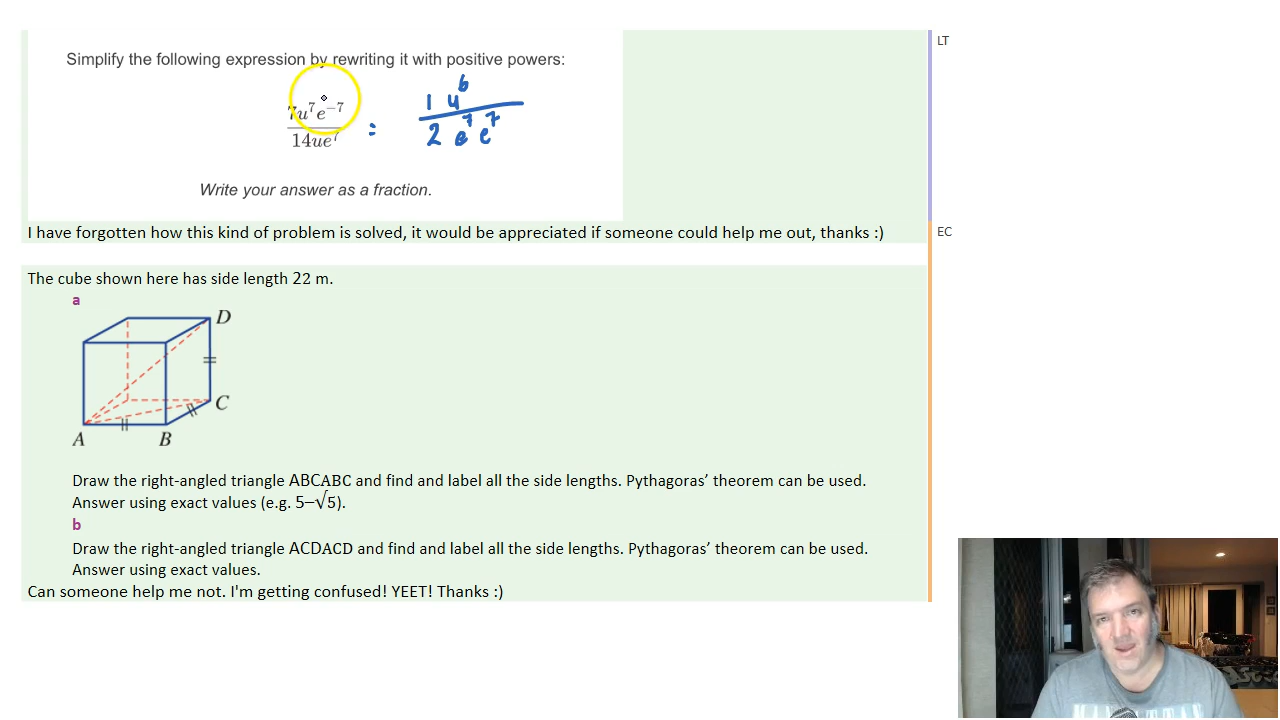 LT
Simplify the following expression by rewriting it with positive powers:
7u⁷e⁻⁷
14ue⁷
=
1 u⁶
2 e⁷ e⁷
Write your answer as a fraction.
I have forgotten how this kind of problem is solved, it would be appreciated if someone could help me out, thanks :)
EC
The cube shown here has side length 22 m.
a
D
C
A
B
Draw the right-angled triangle ABCABC and find and label all the side lengths. Pythagoras’ theorem can be used.
Answer using exact values (e.g. 5–√5).
b
Draw the right-angled triangle ACDACD and find and label all the side lengths. Pythagoras’ theorem can be used.
Answer using exact values.
Can someone help me not. I'm getting confused! YEET! Thanks :)